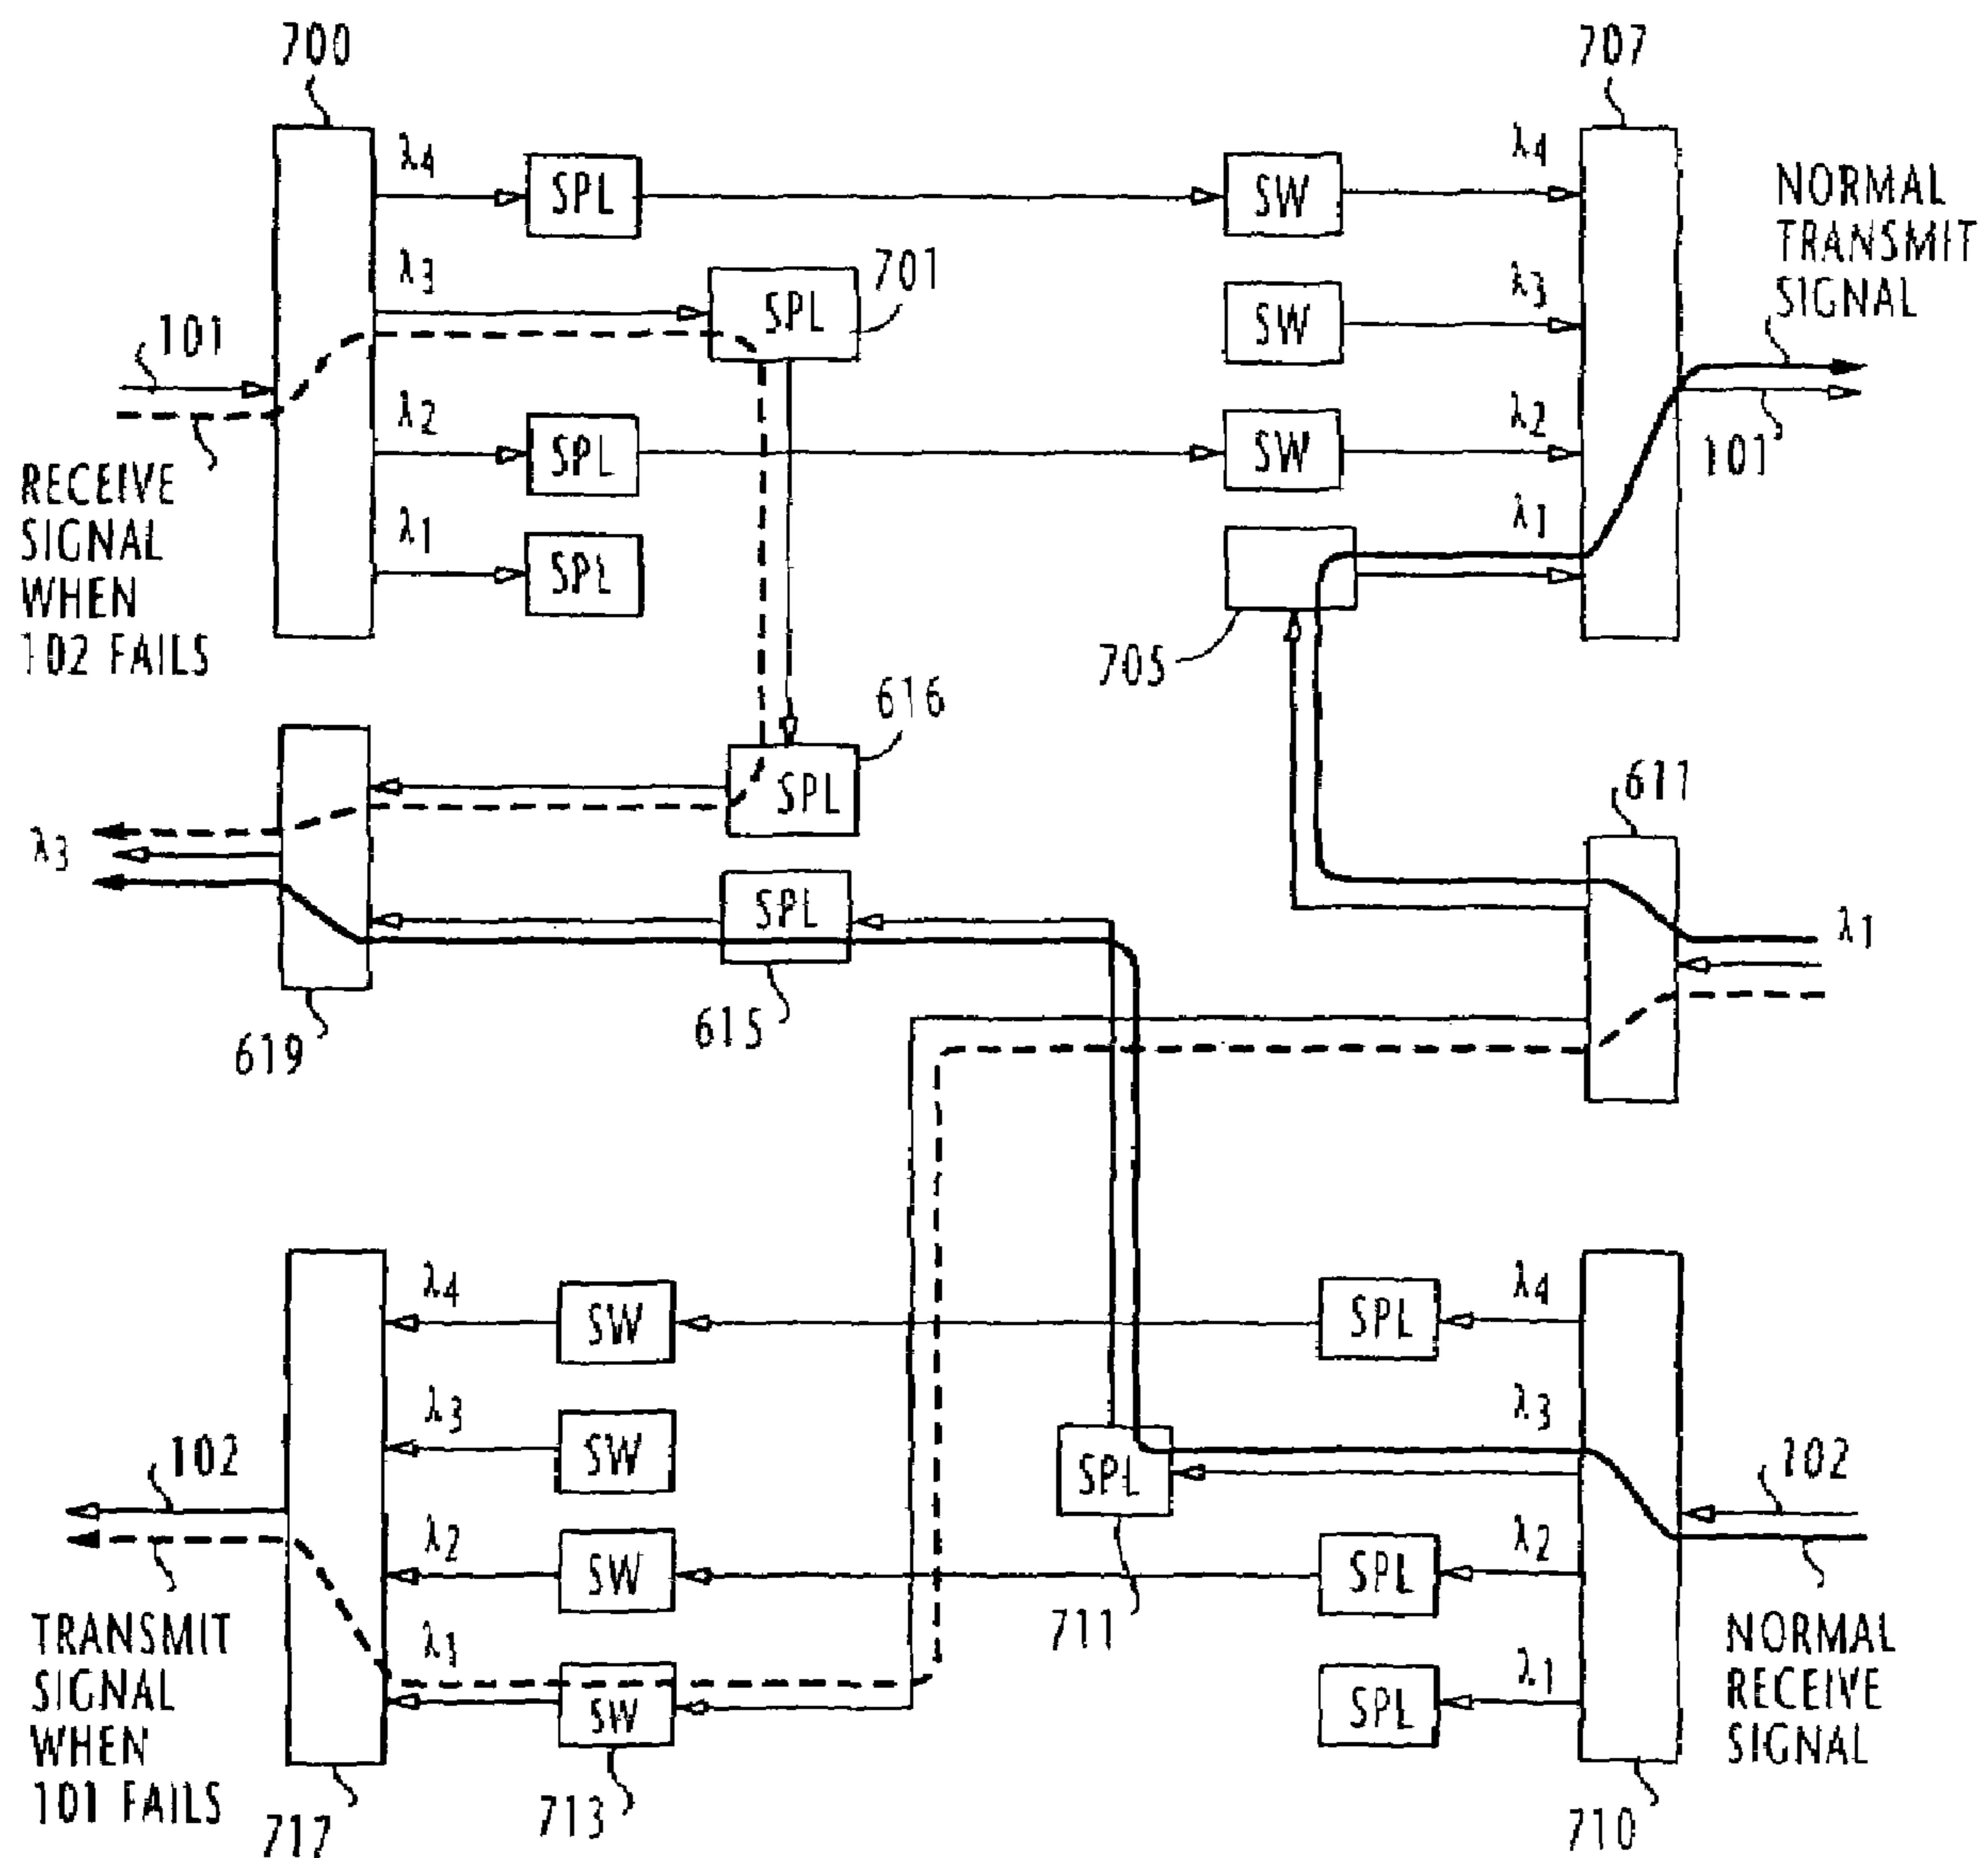 700
707
λ4
SPL
SW
λ4
NORMAL
TRANSMIT
SIGNAL
λ3
SPL
701
SW
λ3
101
λ2
SPL
SW
λ2
101
RECEIVE
SIGNAL
WHEN
102 FAILS
λ1
SPL
λ1
705
616
SPL
611
λ3
SPL
λ1
619
615
λ4
SW
SPL
λ4
λ3
SW
SPL
λ3
102
102
λ2
SW
SPL
λ2
711
TRANSMIT
SIGNAL
WHEN
101 FAILS
λ1
SW
SPL
λ1
NORMAL
RECEIVE
SIGNAL
717
713
710